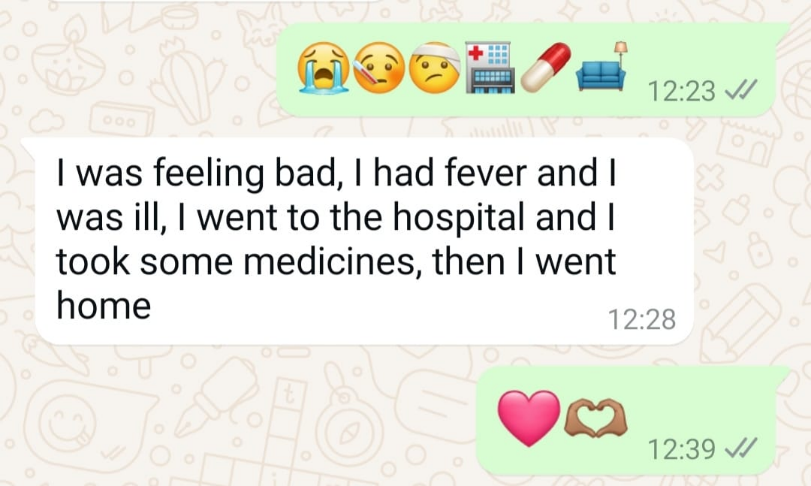 😭🤒🤕🏥💊🛋️ 12:23
I was feeling bad, I had fever and I
was ill, I went to the hospital and I
took some medicines, then I went
home
12:28
🩷🫶🏽 12:39